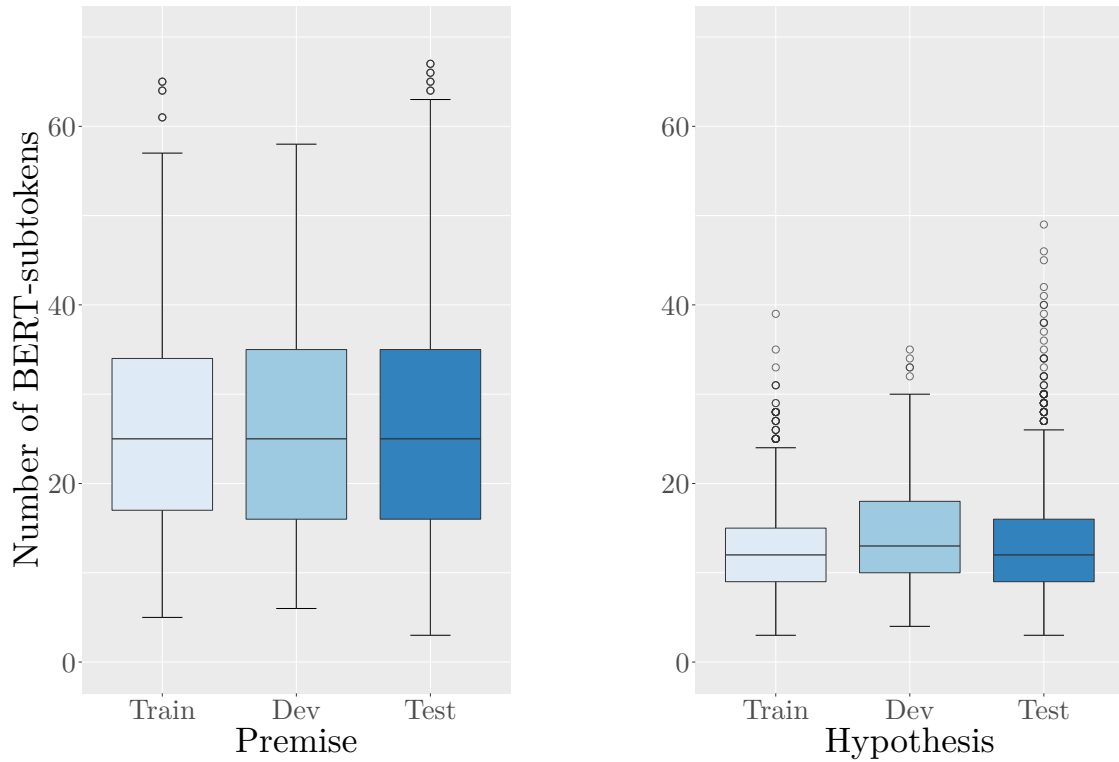 Number of BERT-subtokens
60
40
20
0
Train Dev Test
Premise
60
40
20
0
Train Dev Test
Hypothesis